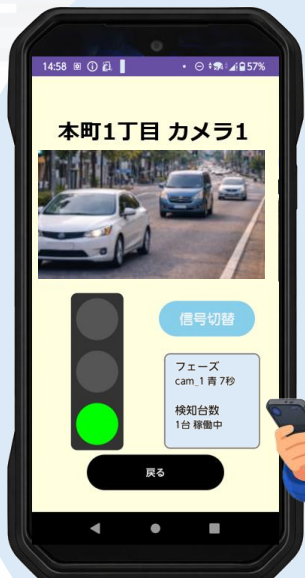 14:58
57%
本町1丁目 カメラ1
信号切替
フェーズ
cam_1 青 7秒
検知台数
1台 稼働中
戻る